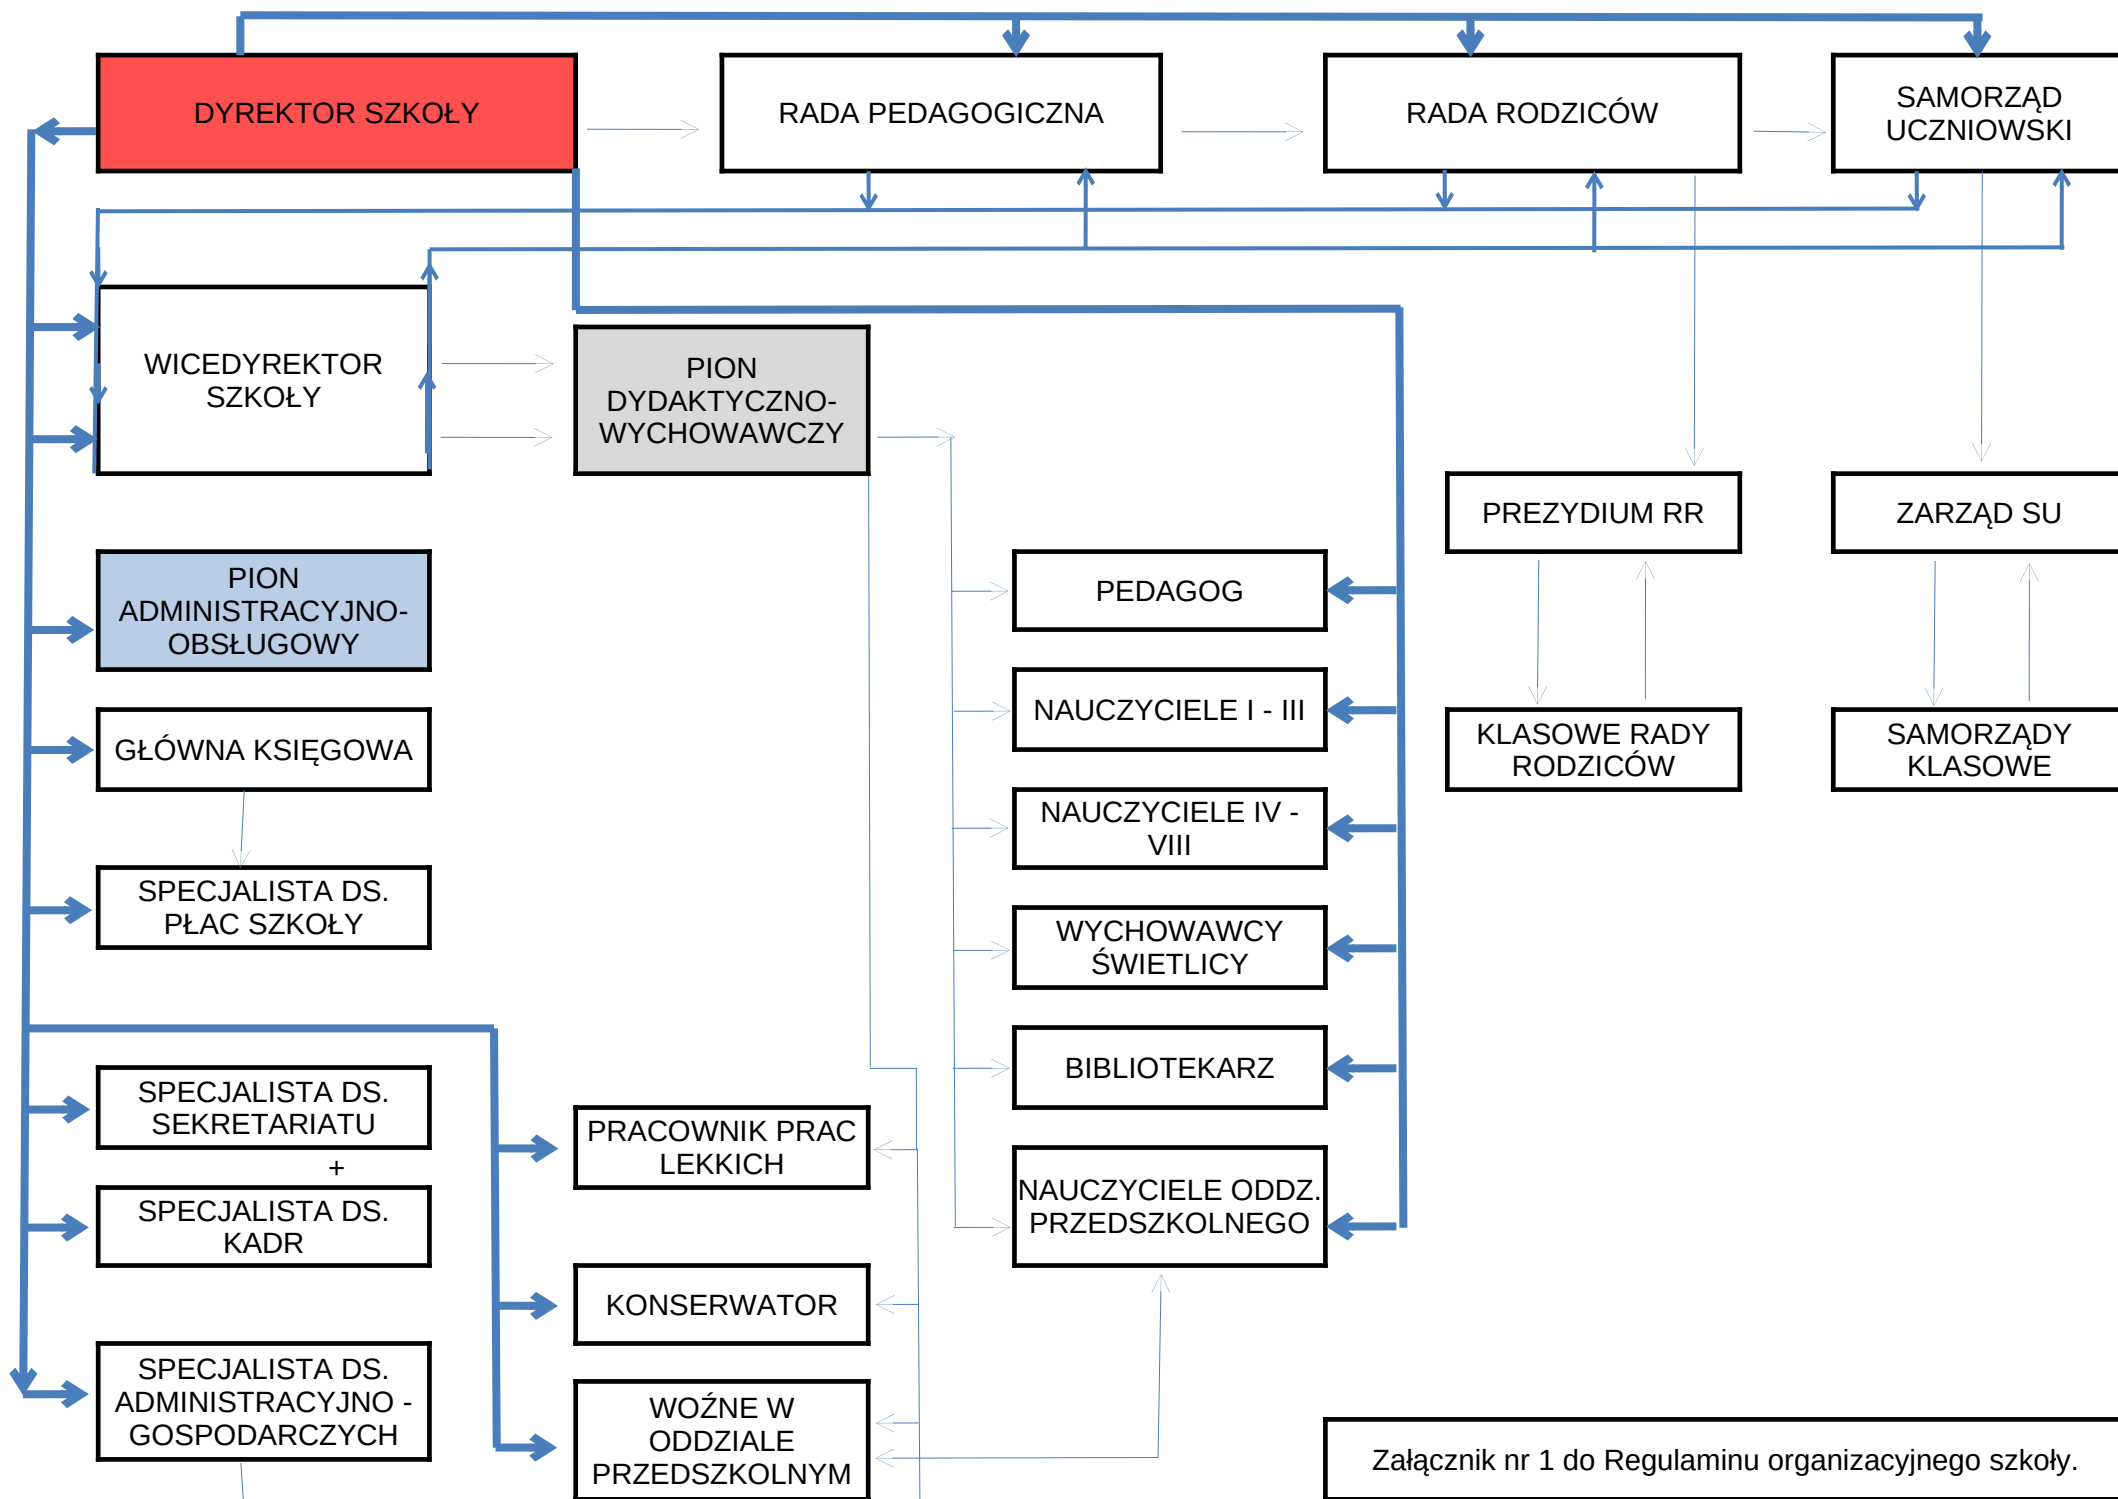 DYREKTOR SZKOŁY
RADA PEDAGOGICZNA
RADA RODZICÓW
SAMORZĄD
UCZNIOWSKI
WICEDYREKTOR
SZKOŁY
PION
DYDAKTYCZNO-
WYCHOWAWCZY
PREZYDIUM RR
ZARZĄD SU
PION
ADMINISTRACYJNO-
OBSŁUGOWY
PEDAGOG
GŁÓWNA KSIĘGOWA
NAUCZYCIELE I - III
KLASOWE RADY
RODZICÓW
SAMORZĄDY
KLASOWE
NAUCZYCIELE IV -
VIII
SPECJALISTA DS.
PŁAC SZKOŁY
WYCHOWAWCY
ŚWIETLICY
BIBLIOTEKARZ
SPECJALISTA DS.
SEKRETARIATU
+
SPECJALISTA DS.
KADR
PRACOWNIK PRAC
LEKKICH
NAUCZYCIELE ODDZ.
PRZEDSZKOLNEGO
KONSERWATOR
SPECJALISTA DS.
ADMINISTRACYJNO -
GOSPODARCZYCH
WOŹNE W
ODDZIALE
PRZEDSZKOLNYM
Załącznik nr 1 do Regulaminu organizacyjnego szkoły.